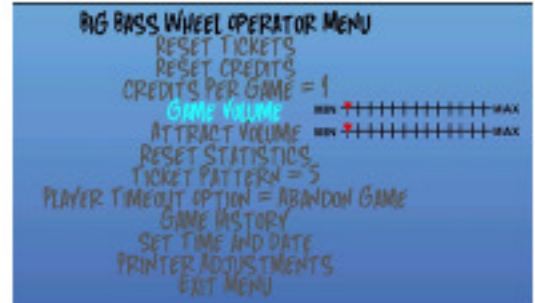 BIG BASS WHEEL OPERATOR MENU
RESET TICKETS
RESET CREDITS
CREDITS PER GAME = 1
GAME VOLUME MIN MAX
ATTRACT VOLUME MIN MAX
RESET STATISTICS
TICKET PATTERN = 5
PLAYER TIMEOUT OPTION = ABANDON GAME
GAME HISTORY
SET TIME AND DATE
PRINTER ADJUSTMENTS
EXIT MENU